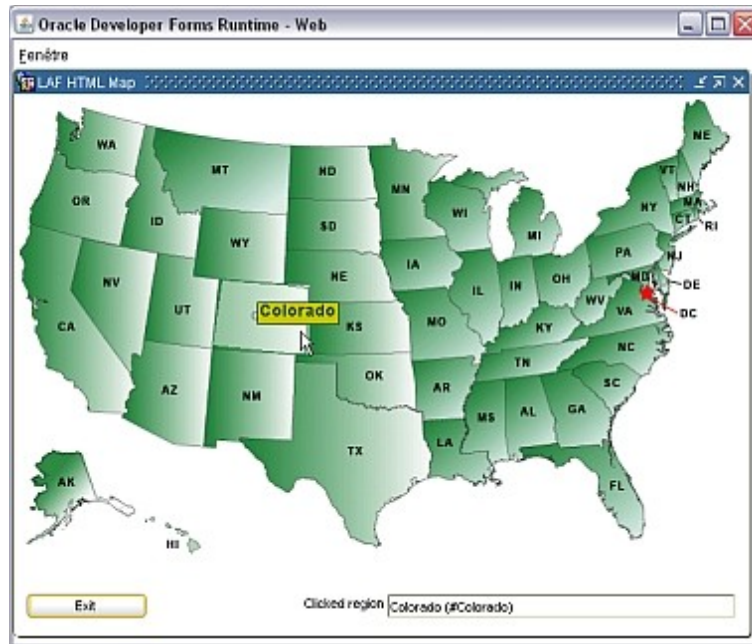 Oracle Developer Forms Runtime - Web
Fenêtre
LAF HTML Map
WA
MT
ND
MN
ME
VT
NH
OR
ID
SD
WI
MI
NY
MA
CT
RI
WY
IA
PA
NJ
NV
NE
IL
IN
OH
MD
DE
UT
Colorado
KS
MO
WV
VA
DC
CA
KY
AZ
NM
OK
AR
TN
NC
SC
TX
LA
MS
AL
GA
AK
FL
HI
Exit
Clicked region Colorado (#Colorado)